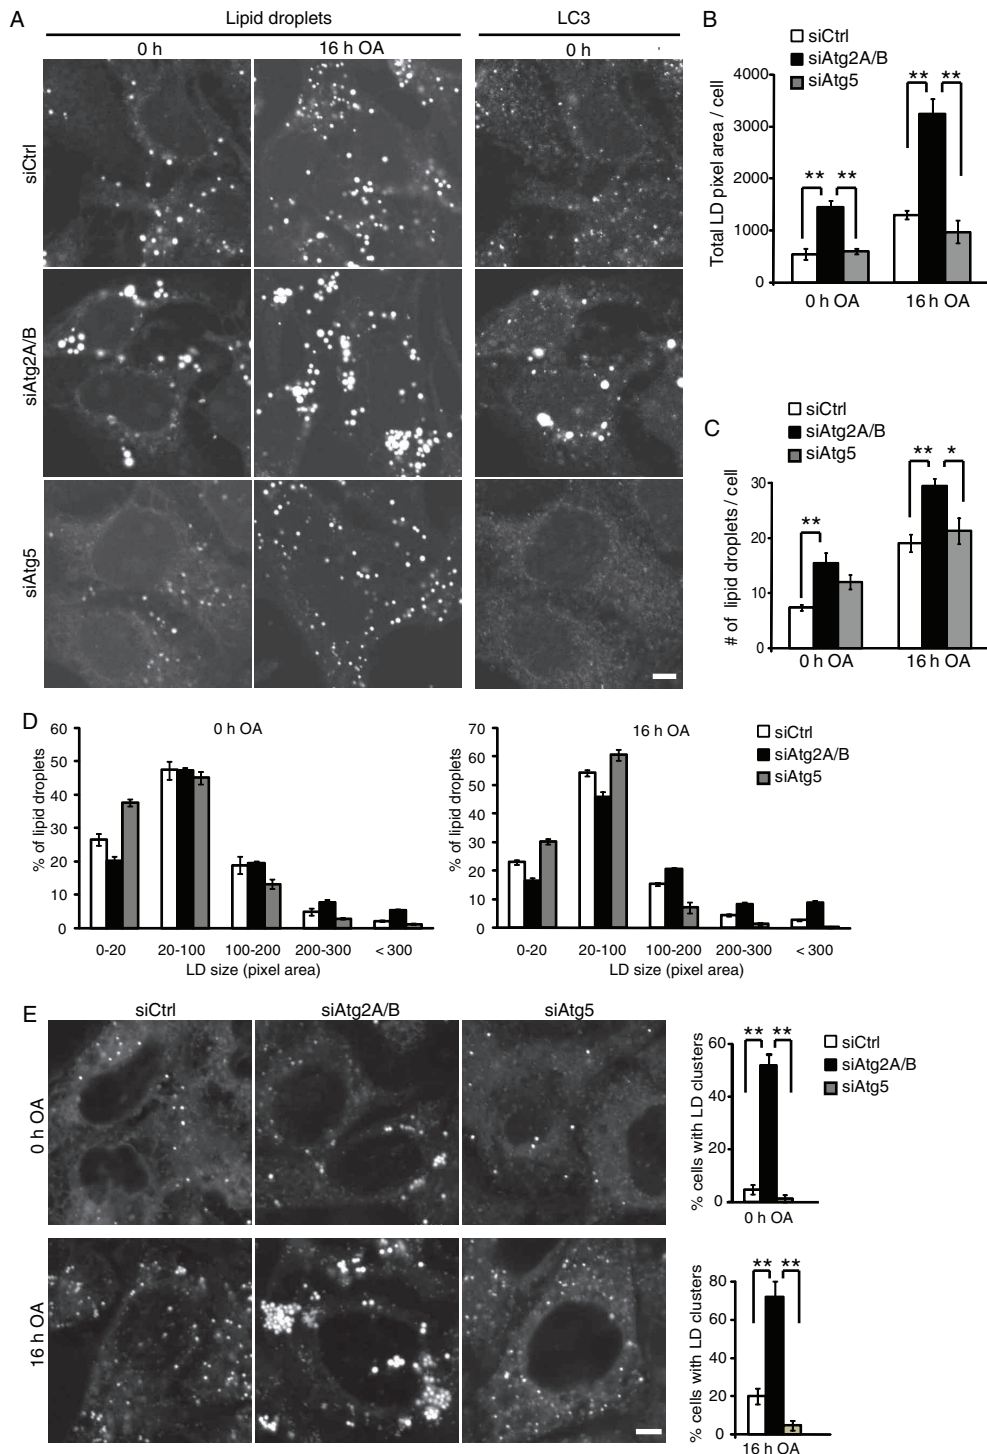 A
Lipid droplets
LC3
0 h
16 h OA
0 h
siCtrl
siAtg2A/B
siAtg5
B
siCtrl
siAtg2A/B
siAtg5
Total LD pixel area / cell
4000
3000
2000
1000
0
** **
** **
0 h OA
16 h OA
C
siCtrl
siAtg2A/B
siAtg5
# of lipid droplets / cell
30
20
10
0
**
** *
0 h OA
16 h OA
D
0 h OA
% of lipid droplets
60
50
40
30
20
10
0
0-20
20-100
100-200
200-300
< 300
LD size (pixel area)
16 h OA
% of lipid droplets
70
60
50
40
30
20
10
0
0-20
20-100
100-200
200-300
< 300
LD size (pixel area)
siCtrl
siAtg2A/B
siAtg5
E
siCtrl
siAtg2A/B
siAtg5
0 h OA
16 h OA
% cells with LD clusters
60
40
20
0
** **
0 h OA
siCtrl
siAtg2A/B
siAtg5
% cells with LD clusters
80
60
40
20
0
** **
16 h OA